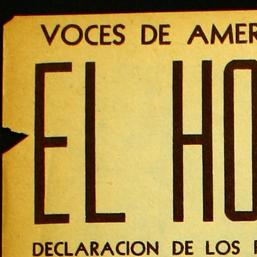 VOCES DE AMER
EL HO
DECLARACION DE LOS